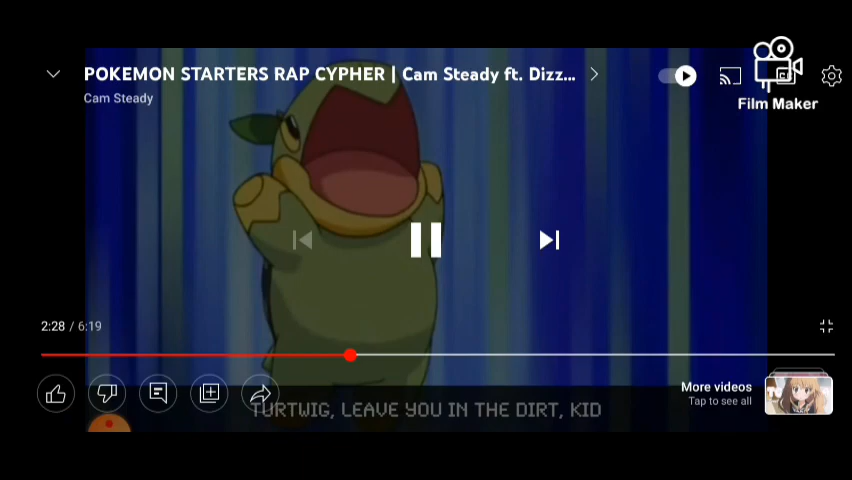 POKEMON STARTERS RAP CYPHER | Cam Steady ft. Dizz...
Cam Steady
Film Maker
2:28 / 6:19
More videos
Tap to see all
TURTWIG, LEAVE YOU IN THE DIRT, KID